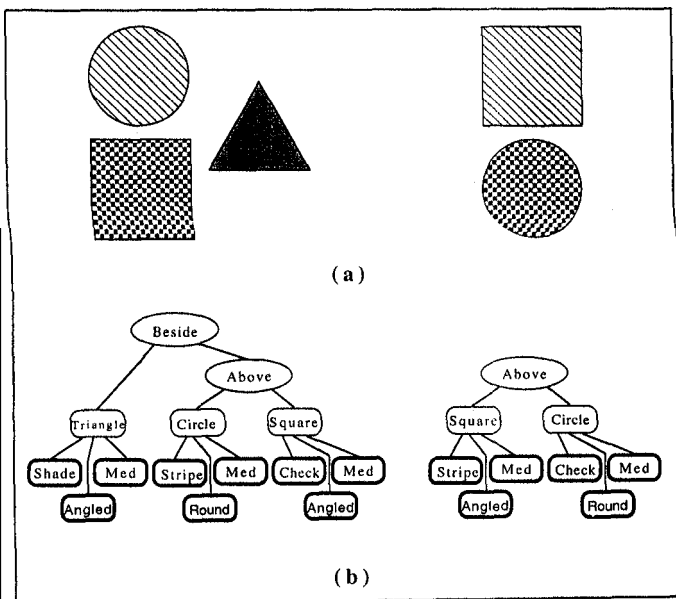 (a)
Beside
Above Above
Triangle Circle Square Square Circle
Shade Med Stripe Med Check Med Stripe Med Check Med
Angled Round Angled Angled Round
(b)